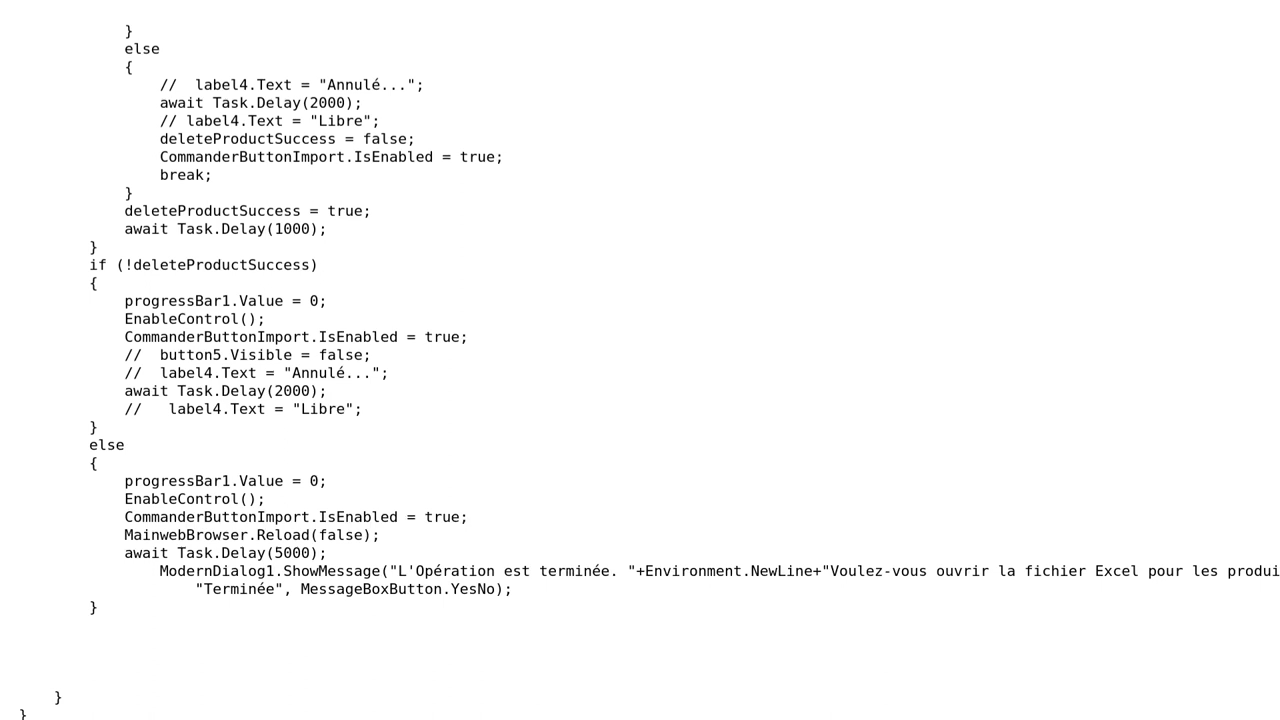 }
else
{
//  label4.Text = "Annulé...";
await Task.Delay(2000);
// label4.Text = "Libre";
deleteProductSuccess = false;
CommanderButtonImport.IsEnabled = true;
break;
}
deleteProductSuccess = true;
await Task.Delay(1000);
}
if (!deleteProductSuccess)
{
progressBar1.Value = 0;
EnableControl();
CommanderButtonImport.IsEnabled = true;
//  button5.Visible = false;
//  label4.Text = "Annulé...";
await Task.Delay(2000);
//   label4.Text = "Libre";
}
else
{
progressBar1.Value = 0;
EnableControl();
CommanderButtonImport.IsEnabled = true;
MainwebBrowser.Reload(false);
await Task.Delay(5000);
ModernDialog1.ShowMessage("L'Opération est terminée. "+Environment.NewLine+"Voulez-vous ouvrir la fichier Excel pour les produi
"Terminée", MessageBoxButton.YesNo);
}
}
}